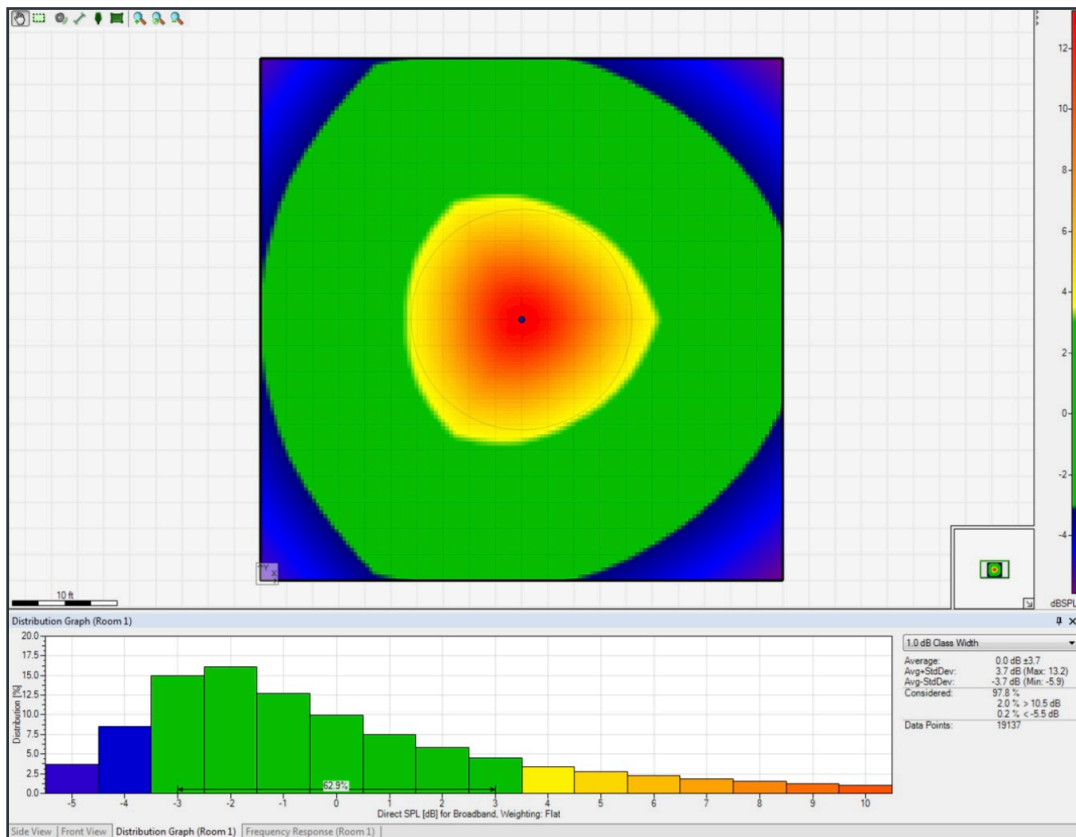 12
10
8
6
4
2
0
-2
-4
dBSPL
10 ft
Y
X
Distribution Graph (Room 1)
20.0
17.5
15.0
12.5
10.0
7.5
5.0
2.5
0.0
Distribution [%]
62.9%
-5 -4 -3 -2 -1 0 1 2 3 4 5 6 7 8 9 10
Direct SPL [dB] for Broadband, Weighting: Flat
1.0 dB Class Width
Average: 0.0 dB ±3.7
Avg+StdDev: 3.7 dB (Max: 13.2)
Avg-StdDev: -3.7 dB (Min: -5.9)
Considered: 97.8 %
2.0 % > 10.5 dB
0.2 % < -5.5 dB
Data Points: 19137
Side View Front View Distribution Graph (Room 1) Frequency Response (Room 1)